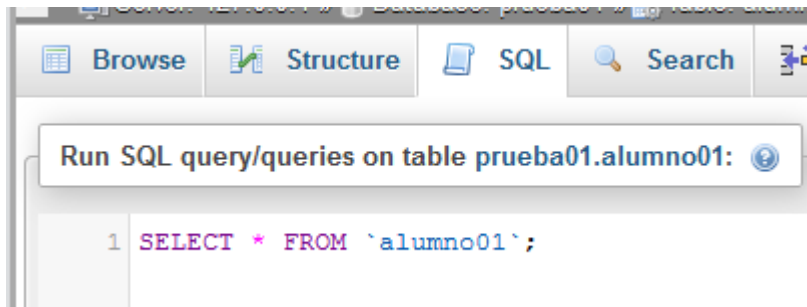 Browse Structure SQL Search
Run SQL query/queries on table prueba01.alumno01:
1 SELECT * FROM `alumno01`;